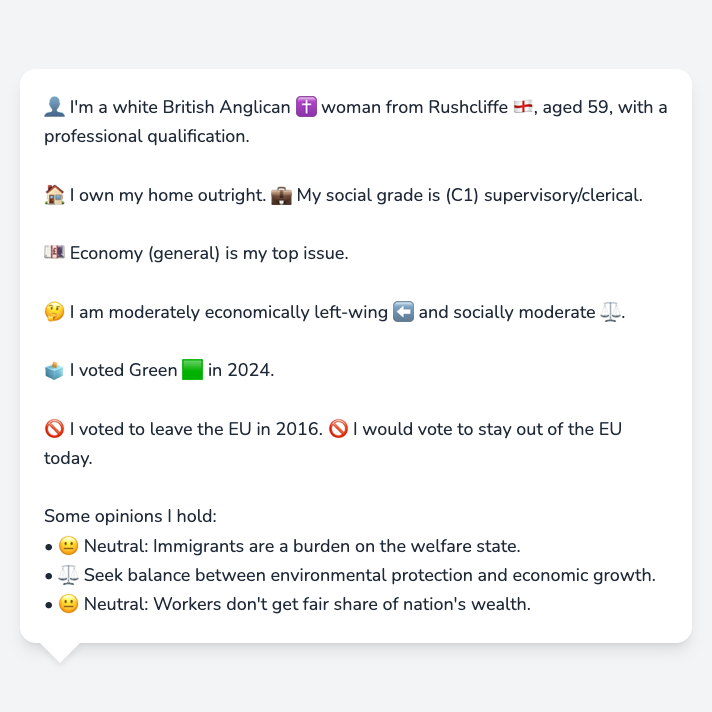 👤 I'm a white British Anglican ✝️ woman from Rushcliffe 🏴󠁧󠁢󠁥󠁮󠁧󠁿, aged 59, with a
professional qualification.
🏠 I own my home outright. 💼 My social grade is (C1) supervisory/clerical.
💷 Economy (general) is my top issue.
🤔 I am moderately economically left-wing ⬅️ and socially moderate ⚖️.
🗳️ I voted Green 🟩 in 2024.
🚫 I voted to leave the EU in 2016. 🚫 I would vote to stay out of the EU
today.
Some opinions I hold:
• 😐 Neutral: Immigrants are a burden on the welfare state.
• ⚖️ Seek balance between environmental protection and economic growth.
• 😐 Neutral: Workers don't get fair share of nation's wealth.